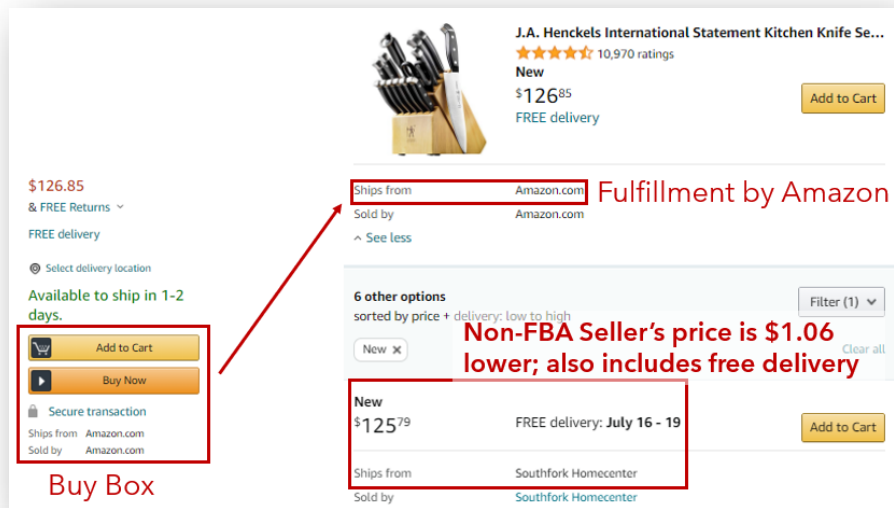 J.A. Henckels International Statement Kitchen Knife Se...
10,970 ratings
New
$12685
FREE delivery
Add to Cart
$126.85
& FREE Returns
FREE delivery
Select delivery location
Available to ship in 1-2
days.
Add to Cart
Buy Now
Secure transaction
Ships from Amazon.com
Sold by Amazon.com
Buy Box
Ships from Amazon.com
Fulfillment by Amazon
Sold by Amazon.com
See less
6 other options
sorted by price + delivery: low to high
Filter (1)
New ×
Clear all
Non-FBA Seller's price is $1.06
lower; also includes free delivery
New
$12579
FREE delivery: July 16 - 19
Add to Cart
Ships from Southfork Homecenter
Sold by Southfork Homecenter